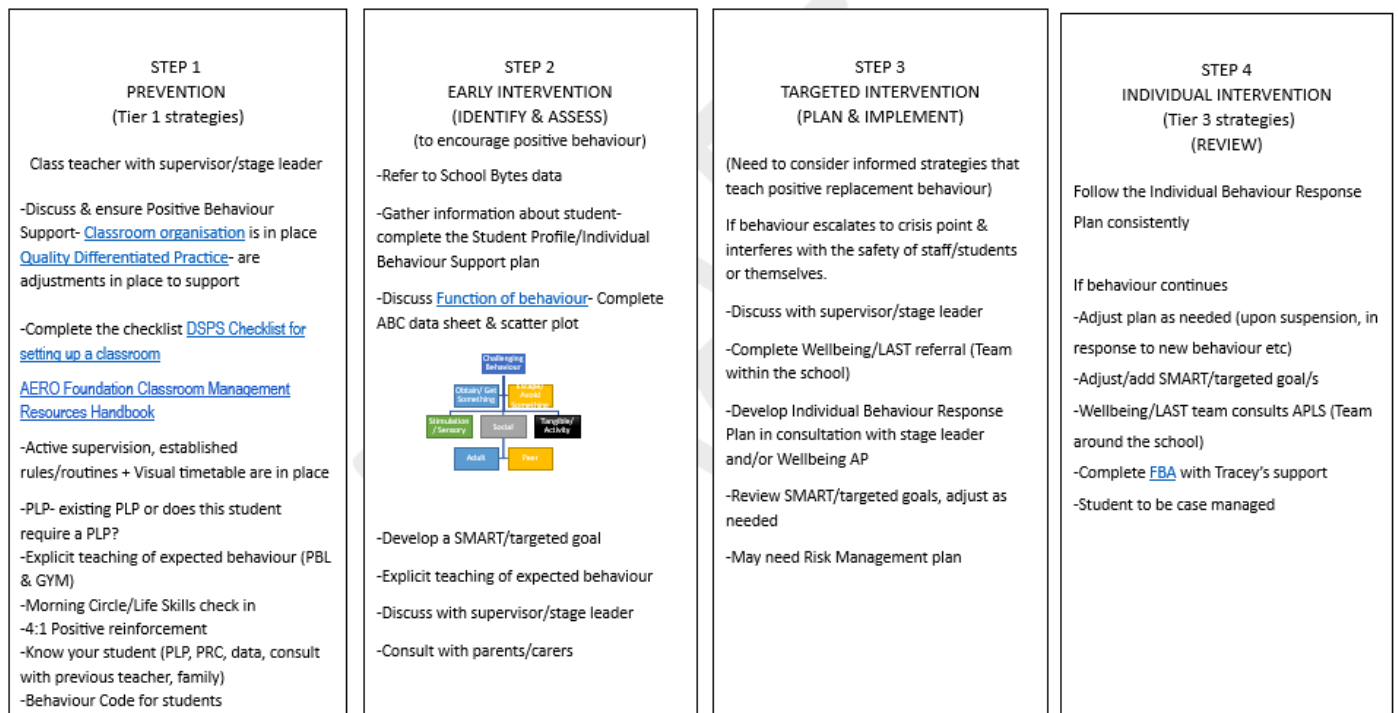 STEP 1
PREVENTION
(Tier 1 strategies)
Class teacher with supervisor/stage leader
-Discuss & ensure Positive Behaviour
Support- Classroom organisation is in place
Quality Differentiated Practice- are
adjustments in place to support
-Complete the checklist DSPS Checklist for
setting up a classroom
AERO Foundation Classroom Management
Resources Handbook
-Active supervision, established
rules/routines + Visual timetable are in place
-PLP- existing PLP or does this student
require a PLP?
-Explicit teaching of expected behaviour (PBL
& GYM)
-Morning Circle/Life Skills check in
-4:1 Positive reinforcement
-Know your student (PLP, PRC, data, consult
with previous teacher, family)
-Behaviour Code for students
STEP 2
EARLY INTERVENTION
(IDENTIFY & ASSESS)
(to encourage positive behaviour)
-Refer to School Bytes data
-Gather information about student-
complete the Student Profile/Individual
Behaviour Support plan
-Discuss Function of behaviour- Complete
ABC data sheet & scatter plot
Challenging
Behaviour
Obtain/ Get
Something
Escape/
Avoid
Something
Stimulation
/ Sensory
Social
Tangible/
Activity
Adult
Peer
-Develop a SMART/targeted goal
-Explicit teaching of expected behaviour
-Discuss with supervisor/stage leader
-Consult with parents/carers
STEP 3
TARGETED INTERVENTION
(PLAN & IMPLEMENT)
(Need to consider informed strategies that
teach positive replacement behaviour)
If behaviour escalates to crisis point &
interferes with the safety of staff/students
or themselves.
-Discuss with supervisor/stage leader
-Complete Wellbeing/LAST referral (Team
within the school)
-Develop Individual Behaviour Response
Plan in consultation with stage leader
and/or Wellbeing AP
-Review SMART/targeted goals, adjust as
needed
-May need Risk Management plan
STEP 4
INDIVIDUAL INTERVENTION
(Tier 3 strategies)
(REVIEW)
Follow the Individual Behaviour Response
Plan consistently
If behaviour continues
-Adjust plan as needed (upon suspension, in
response to new behaviour etc)
-Adjust/add SMART/targeted goal/s
-Wellbeing/LAST team consults APLS (Team
around the school)
-Complete FBA with Tracey's support
-Student to be case managed